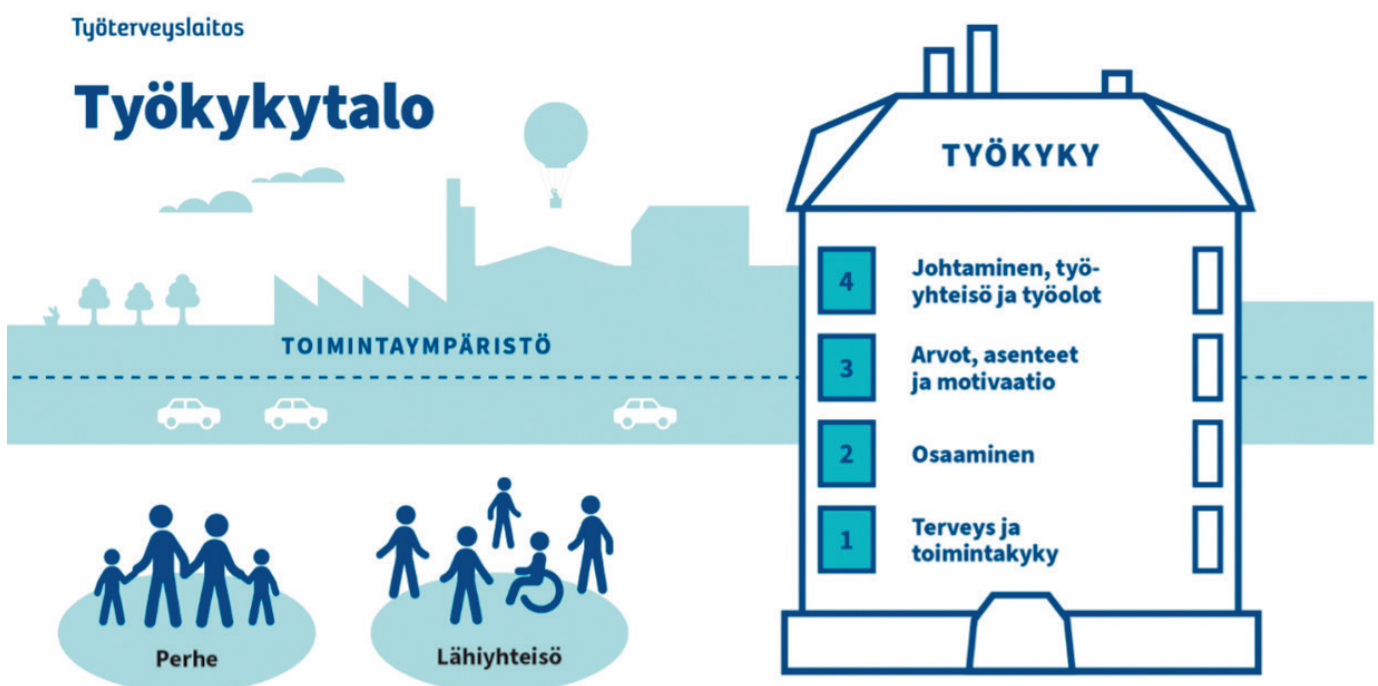 Työterveyslaitos
Työkykytalo
TYÖKYKY
4
Johtaminen, työ-
yhteisö ja työolot
3
Arvot, asenteet
ja motivaatio
2
Osaaminen
1
Terveys ja
toimintakyky
TOIMINTAYMPÄRISTÖ
Perhe
Lähiyhteisö